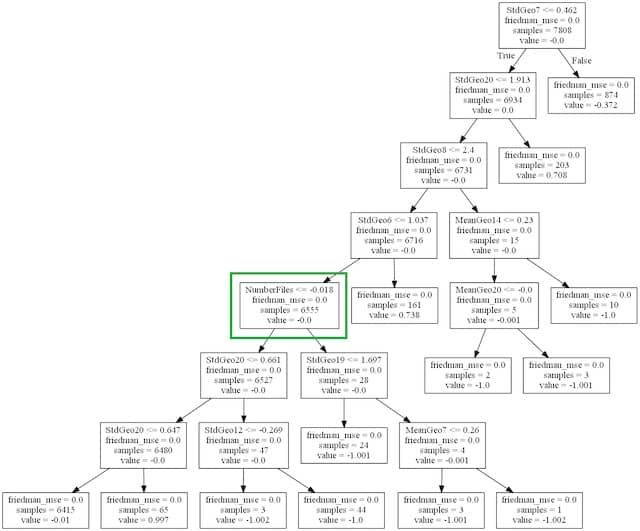 StdGeo7 <= 0.462
friedman_mse = 0.0
samples = 7808
value = -0.0
True
False
StdGeo20 <= 1.913
friedman_mse = 0.0
samples = 6934
value = 0.0
friedman_mse = 0.0
samples = 874
value = -0.372
StdGeo8 <= 2.4
friedman_mse = 0.0
samples = 6731
value = -0.0
friedman_mse = 0.0
samples = 203
value = 0.708
StdGeo6 <= 1.037
friedman_mse = 0.0
samples = 6716
value = -0.0
MeanGeo14 <= 0.23
friedman_mse = 0.0
samples = 15
value = -0.0
NumberFiles <= -0.018
friedman_mse = 0.0
samples = 6555
value = -0.0
friedman_mse = 0.0
samples = 161
value = 0.738
MeanGeo20 <= -0.0
friedman_mse = 0.0
samples = 5
value = -0.001
friedman_mse = 0.0
samples = 10
value = -1.0
StdGeo20 <= 0.661
friedman_mse = 0.0
samples = 6527
value = -0.0
StdGeo19 <= 1.697
friedman_mse = 0.0
samples = 28
value = -0.0
friedman_mse = 0.0
samples = 2
value = -1.0
friedman_mse = 0.0
samples = 3
value = -1.001
StdGeo20 <= 0.647
friedman_mse = 0.0
samples = 6480
value = -0.0
StdGeo12 <= -0.269
friedman_mse = 0.0
samples = 47
value = -0.0
friedman_mse = 0.0
samples = 24
value = -1.001
MeanGeo7 <= 0.26
friedman_mse = 0.0
samples = 4
value = -0.001
friedman_mse = 0.0
samples = 6415
value = -0.01
friedman_mse = 0.0
samples = 65
value = 0.997
friedman_mse = 0.0
samples = 3
value = -1.002
friedman_mse = 0.0
samples = 44
value = -1.0
friedman_mse = 0.0
samples = 3
value = -1.001
friedman_mse = 0.0
samples = 1
value = -1.002